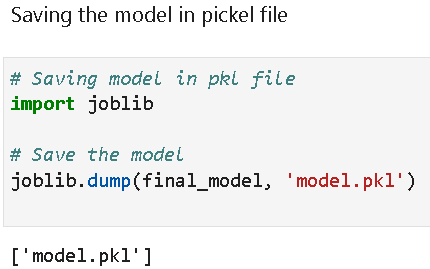 Saving the model in pickel file
# Saving model in pkl file
import joblib
# Save the model
joblib.dump(final_model, 'model.pkl')
['model.pkl']